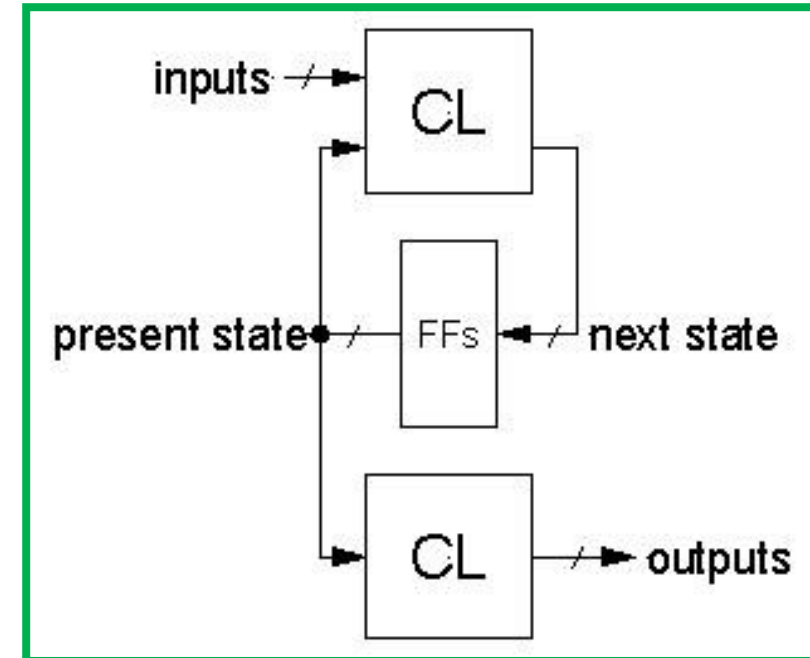 inputs
CL
present state
FFs
next state
CL
outputs